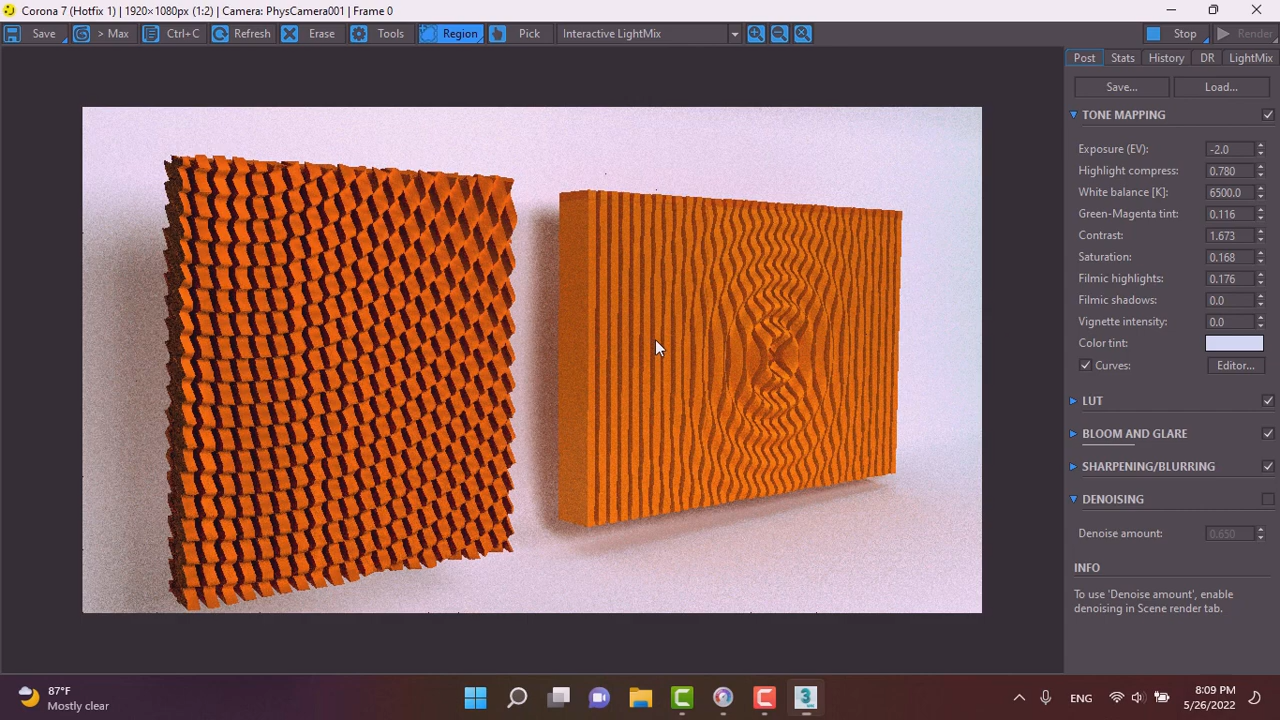 Corona 7 (Hotfix 1) | 1920×1080px (1:2) | Camera: PhysCamera001 | Frame 0
Save > Max Ctrl+C Refresh Erase Tools Region Pick Interactive LightMix Stop Render
Post Stats History DR LightMix
Save... Load...
TONE MAPPING
Exposure (EV): -2.0
Highlight compress: 0.780
White balance [K]: 6500.0
Green-Magenta tint: 0.116
Contrast: 1.673
Saturation: 0.168
Filmic highlights: 0.176
Filmic shadows: 0.0
Vignette intensity: 0.0
Color tint:
Curves: Editor...
LUT
BLOOM AND GLARE
SHARPENING/BLURRING
DENOISING
Denoise amount: 0.650
INFO
To use 'Denoise amount', enable
denoising in Scene render tab.
87°F
Mostly clear
ENG
8:09 PM
5/26/2022